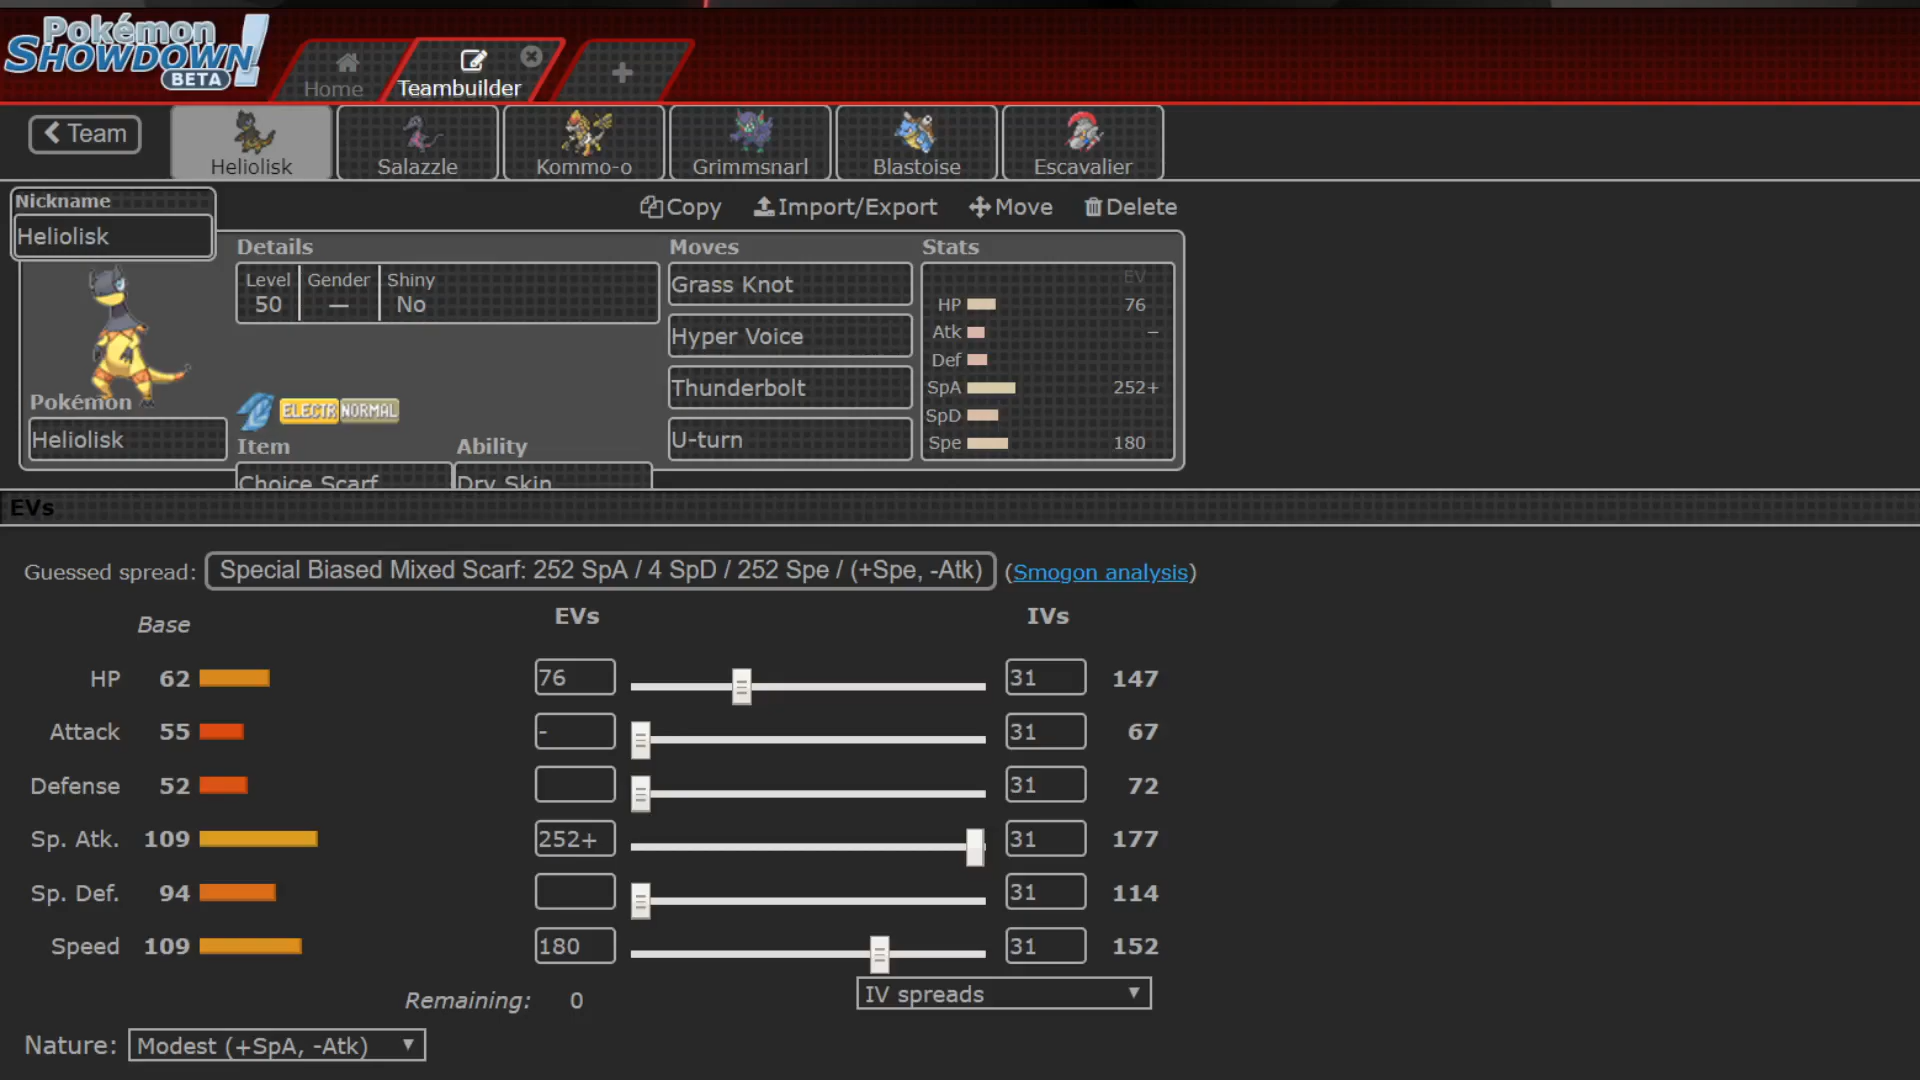 Pokémon
SHOWDOWN!
BETA
Home
Teambuilder
Team
Heliolisk
Salazzle
Kommo-o
Grimmsnarl
Blastoise
Escavalier
Nickname
Heliolisk
Copy
Import/Export
Move
Delete
Details
Level
50
Gender
—
Shiny
No
Pokémon
Heliolisk
ELECTR
NORMAL
Item
Choice Scarf
Ability
Dry Skin
Moves
Grass Knot
Hyper Voice
Thunderbolt
U-turn
Stats
EV
HP 76
Atk –
Def
SpA 252+
SpD
Spe 180
EVs
Guessed spread: Special Biased Mixed Scarf: 252 SpA / 4 SpD / 252 Spe / (+Spe, -Atk) (Smogon analysis)
Base EVs IVs
HP 62 76 31 147
Attack 55 - 31 67
Defense 52 31 72
Sp. Atk. 109 252+ 31 177
Sp. Def. 94 31 114
Speed 109 180 31 152
Remaining: 0 IV spreads
Nature: Modest (+SpA, -Atk)